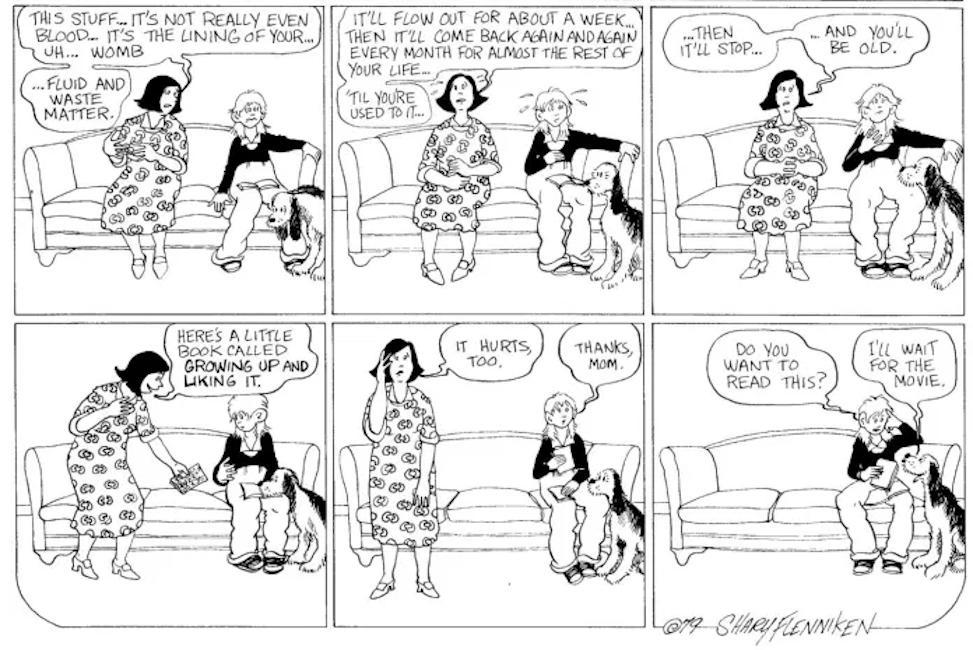 THIS STUFF... IT'S NOT REALLY EVEN
BLOOD... IT'S THE LINING OF YOUR...
UH... WOMB
...FLUID AND
WASTE
MATTER.
IT'LL FLOW OUT FOR ABOUT A WEEK...
THEN IT'LL COME BACK AGAIN AND AGAIN
EVERY MONTH FOR ALMOST THE REST OF
YOUR LIFE...
'TIL YOU'RE
USED TO IT...
...THEN
IT'LL STOP...
...AND YOU'LL
BE OLD.
HERE'S A LITTLE
BOOK CALLED
GROWING UP AND
LIKING IT.
IT HURTS,
TOO.
THANKS,
MOM.
DO YOU
WANT TO
READ THIS?
I'LL WAIT
FOR THE
MOVIE.
©79 SHARY FLENNIKEN